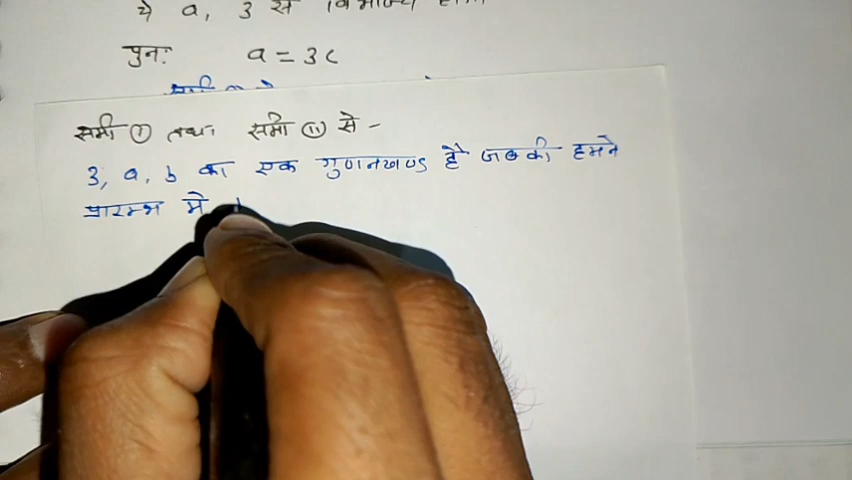 ये a, 3 से विभाज्य होगा
पुनः a = 3c
समी (i) तथा समी (ii) से -
3, a, b का एक गुणनखण्ड है जबकी हमने
प्रारम्भ मे